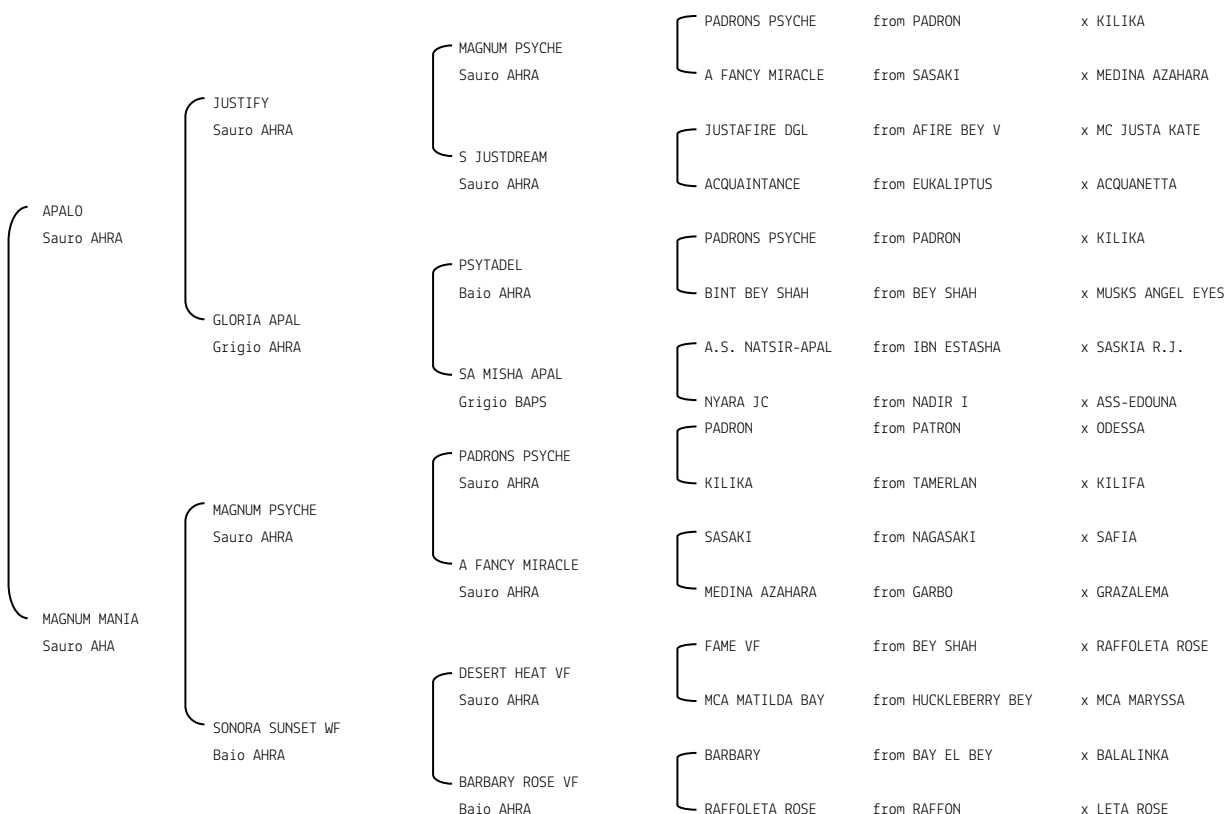 PADRONS PSYCHE from PADRON x KILIKA
MAGNUM PSYCHE
Sauro AHRA A FANCY MIRACLE from SASAKI x MEDINA AZAHARA
JUSTIFY
Sauro AHRA JUSTAFIRE DGL from AFIRE BEY V x MC JUSTA KATE
S JUSTDREAM
Sauro AHRA ACQUAINTANCE from EUKALIPTUS x ACQUANETTA
APALO
Sauro AHRA PADRONS PSYCHE from PADRON x KILIKA
PSYTADEL
Baio AHRA BINT BEY SHAH from BEY SHAH x MUSKS ANGEL EYES
GLORIA APAL
Grigio AHRA A.S. NATSIR-APAL from IBN ESTASHA x SASKIA R.J.
SA MISHA APAL
Grigio BAPS NYARA JC from NADIR I x ASS-EDOUNA
PADRON from PATRON x ODESSA
PADRONS PSYCHE
Sauro AHRA KILIKA from TAMERLAN x KILIFA
MAGNUM PSYCHE
Sauro AHRA SASAKI from NAGASAKI x SAFIA
A FANCY MIRACLE
Sauro AHRA MEDINA AZAHARA from GARBO x GRAZALEMA
MAGNUM MANIA
Sauro AHA FAME VF from BEY SHAH x RAFFOLETA ROSE
DESERT HEAT VF
Sauro AHRA MCA MATILDA BAY from HUCKLEBERRY BEY x MCA MARYSSA
SONORA SUNSET WF
Baio AHRA BARBARY from BAY EL BEY x BALALINKA
BARBARY ROSE VF
Baio AHRA RAFFOLETA ROSE from RAFFON x LETA ROSE